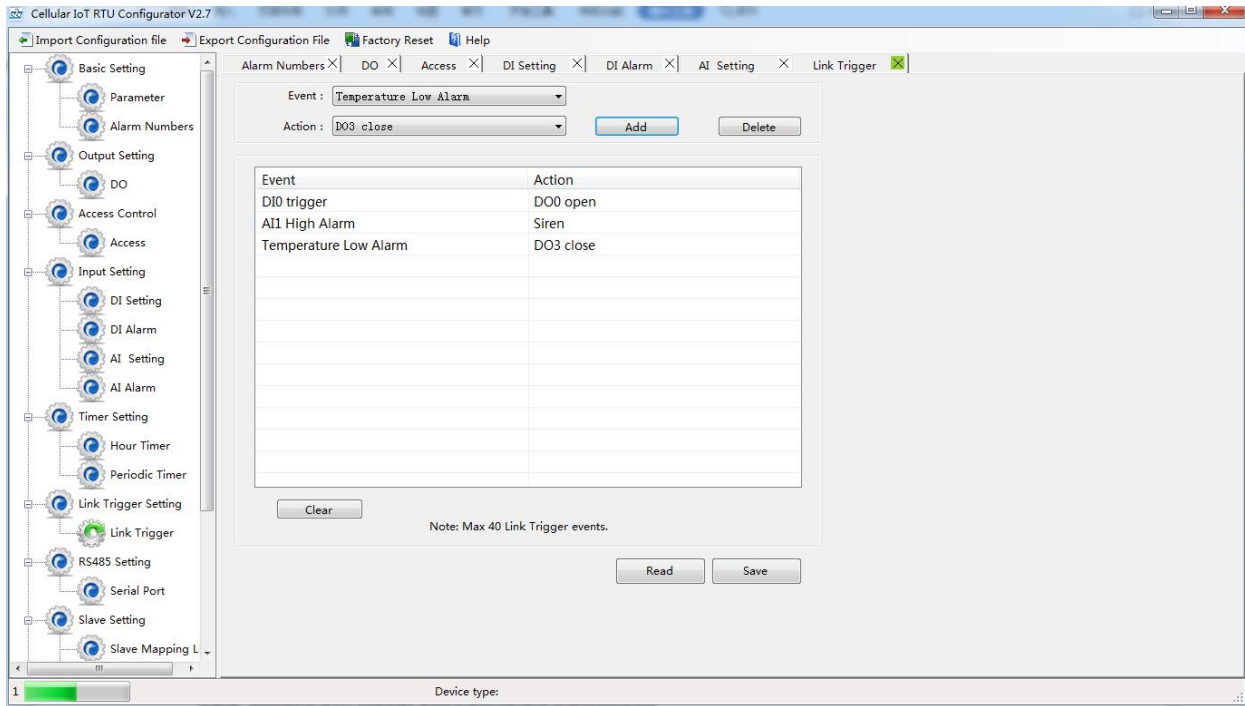 Cellular IoT RTU Configurator V2.7
Import Configuration file Export Configuration File Factory Reset Help
Basic Setting
Parameter
Alarm Numbers
Output Setting
DO
Access Control
Access
Input Setting
DI Setting
DI Alarm
AI Setting
AI Alarm
Timer Setting
Hour Timer
Periodic Timer
Link Trigger Setting
Link Trigger
RS485 Setting
Serial Port
Slave Setting
Slave Mapping L
Alarm Numbers DO Access DI Setting DI Alarm AI Setting Link Trigger
Event : Temperature Low Alarm
Action : DO3 close Add Delete
Event Action
DI0 trigger DO0 open
AI1 High Alarm Siren
Temperature Low Alarm DO3 close
Clear
Note: Max 40 Link Trigger events.
Read Save
1 Device type: